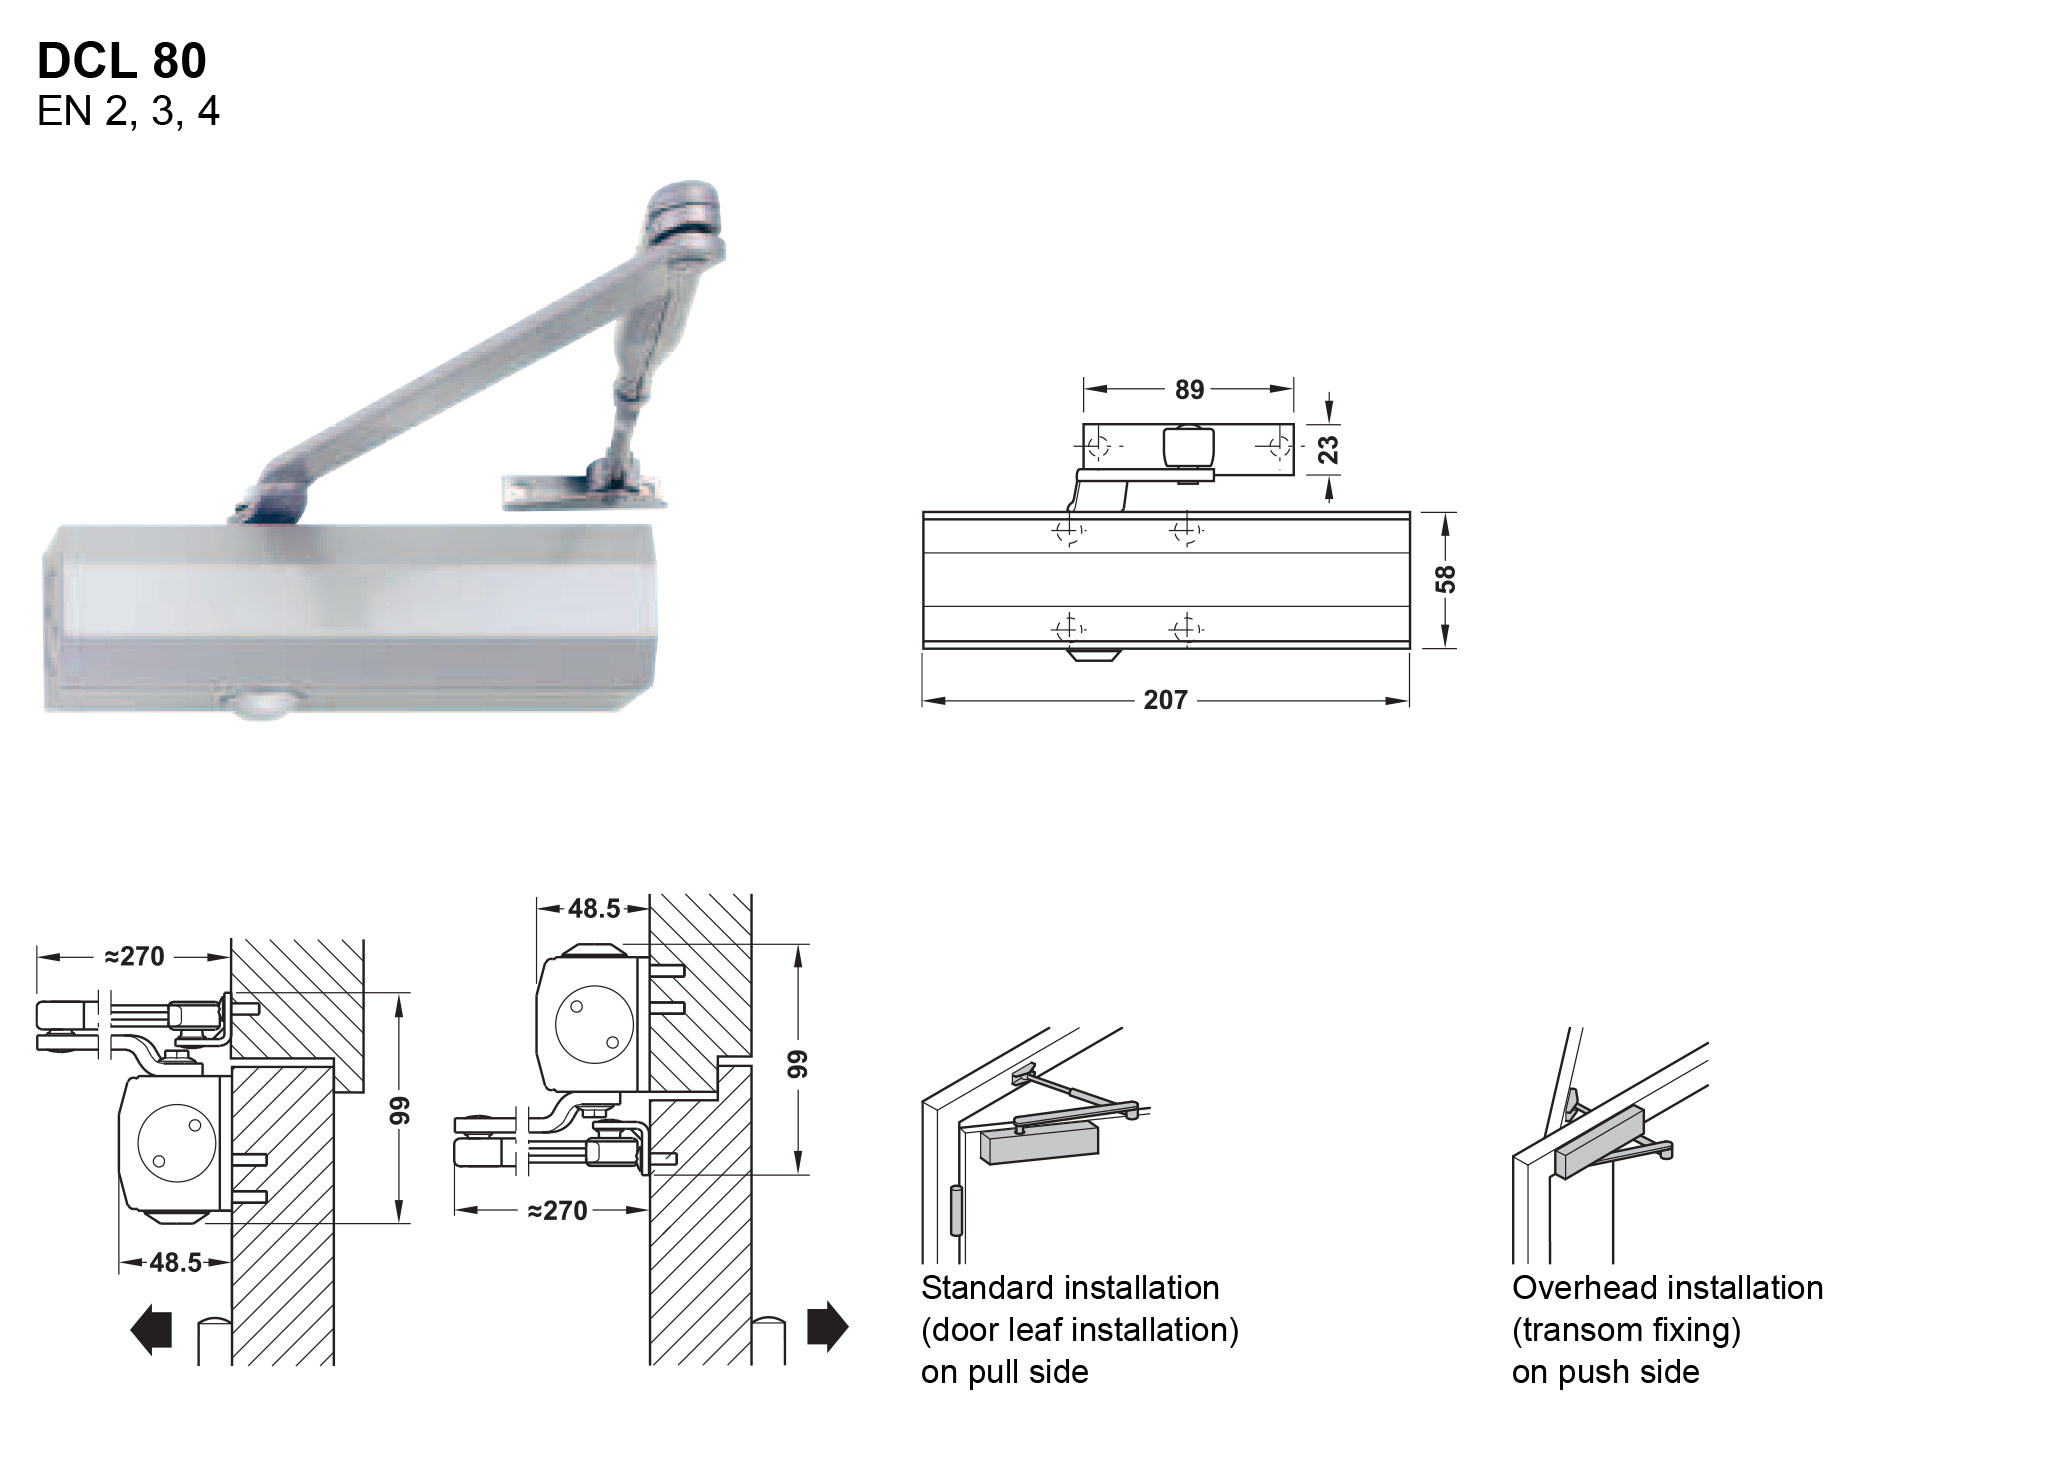 DCL 80
EN 2, 3, 4
89
23
58
207
≈270
99
48.5
48.5
99
≈270
Standard installation
(door leaf installation)
on pull side
Overhead installation
(transom fixing)
on push side